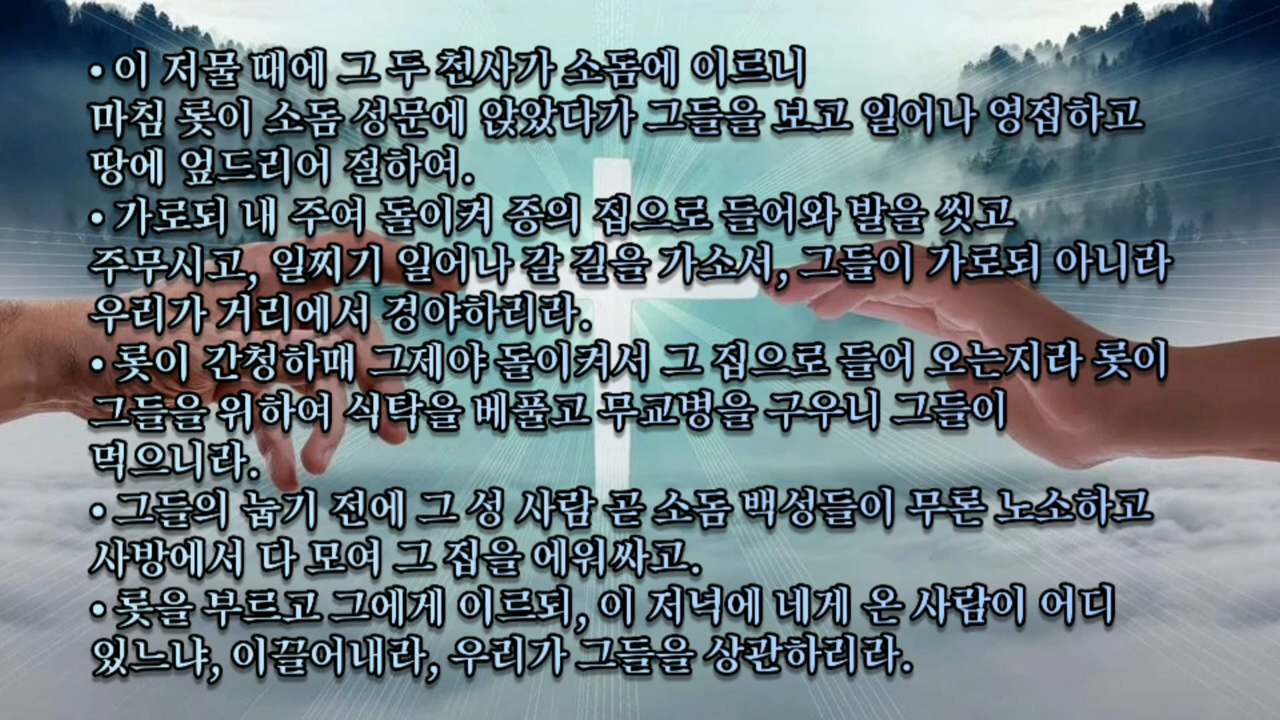 • 이 저물 때에 그 두 천사가 소돔에 이르니
마침 롯이 소돔 성문에 앉았다가 그들을 보고 일어나 영접하고
땅에 엎드리어 절하여.
• 가로되 내 주여 돌이켜 종의 집으로 들어와 발을 씻고
주무시고, 일찌기 일어나 갈 길을 가소서, 그들이 가로되 아니라
우리가 거리에서 경야하리라.
• 롯이 간청하매 그제야 돌이켜서 그 집으로 들어 오는지라 롯이
그들을 위하여 식탁을 베풀고 무교병을 구우니 그들이
먹으니라.
• 그들의 눕기 전에 그 성 사람 곧 소돔 백성들이 무론 노소하고
사방에서 다 모여 그 집을 에워싸고.
• 롯을 부르고 그에게 이르되, 이 저녁에 네게 온 사람이 어디
있느냐, 이끌어내라, 우리가 그들을 상관하리라.